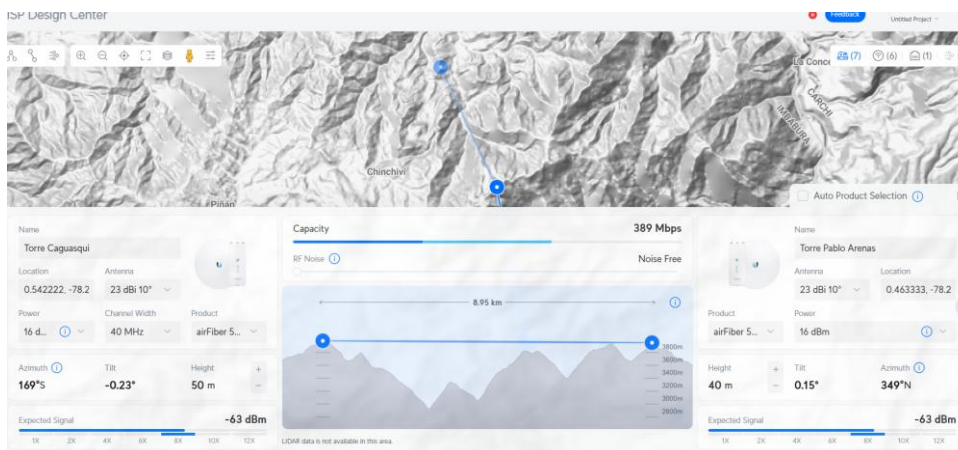 ISP Design Center
Feedback
Untitled Project
(7)
(6)
(1)
La Conce
CARCHI
IMBABURA
Chinchivi
Piñan
Auto Product Selection
Name
Torre Caguasqui
Location
Antenna
0.542222, -78.2
23 dBi 10°
Power
Channel Width
Product
16 d...
40 MHz
airFiber 5...
Azimuth
Tilt
Height
169°S
-0.23°
50 m
+
-
Expected Signal
-63 dBm
1X 2X 4X 6X 8X 10X 12X
Capacity
389 Mbps
RF Noise
Noise Free
8.95 km
3800m
3600m
3400m
3200m
3000m
2800m
LIDAR data is not available in this area.
Name
Torre Pablo Arenas
Antenna
Location
23 dBi 10°
0.463333, -78.2
Product
Power
airFiber 5...
16 dBm
Height
Tilt
Azimuth
40 m
+
-
0.15°
349°N
Expected Signal
-63 dBm
1X 2X 4X 6X 8X 10X 12X